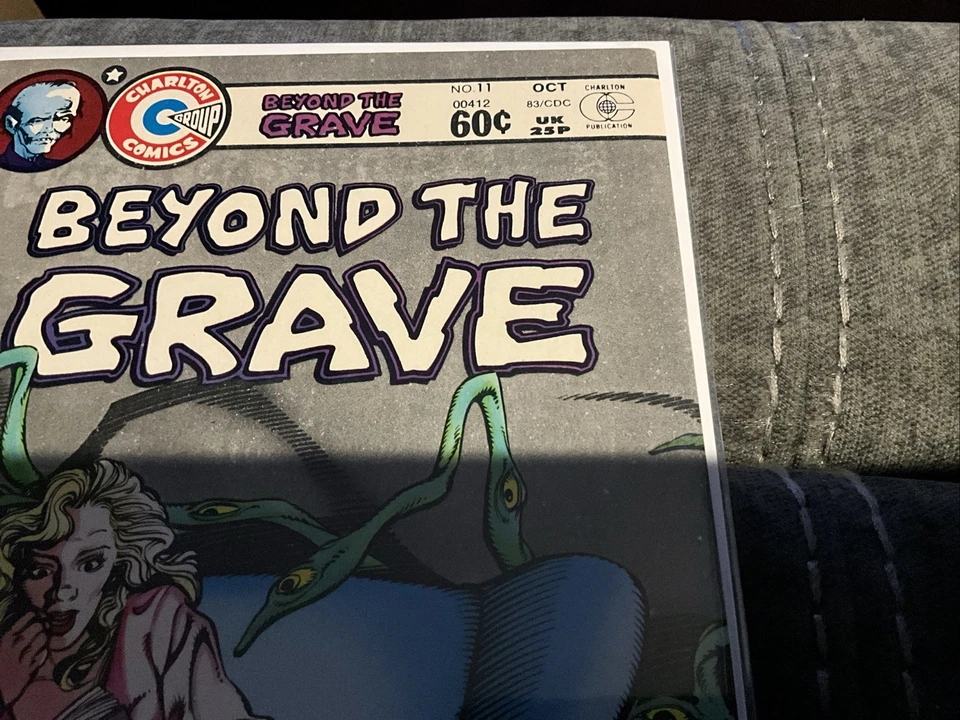 CHARLTON
GROUP
COMICS
BEYOND THE
GRAVE
NO.11
OCT
00412
83/CDC
60¢
UK
25P
CHARLTON
PUBLICATION
BEYOND THE
GRAVE